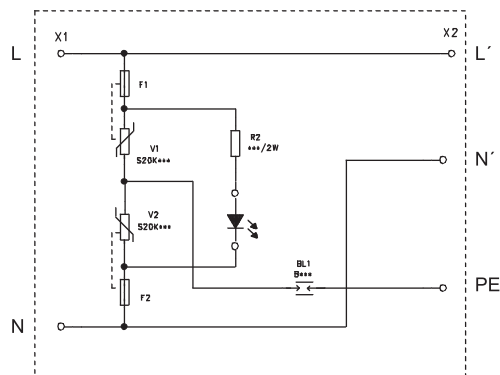 X1
X2
L
L´
F1
R2
***/2W
V1
S20K***
N´
V2
S20K***
BL1
B***
PE
F2
N